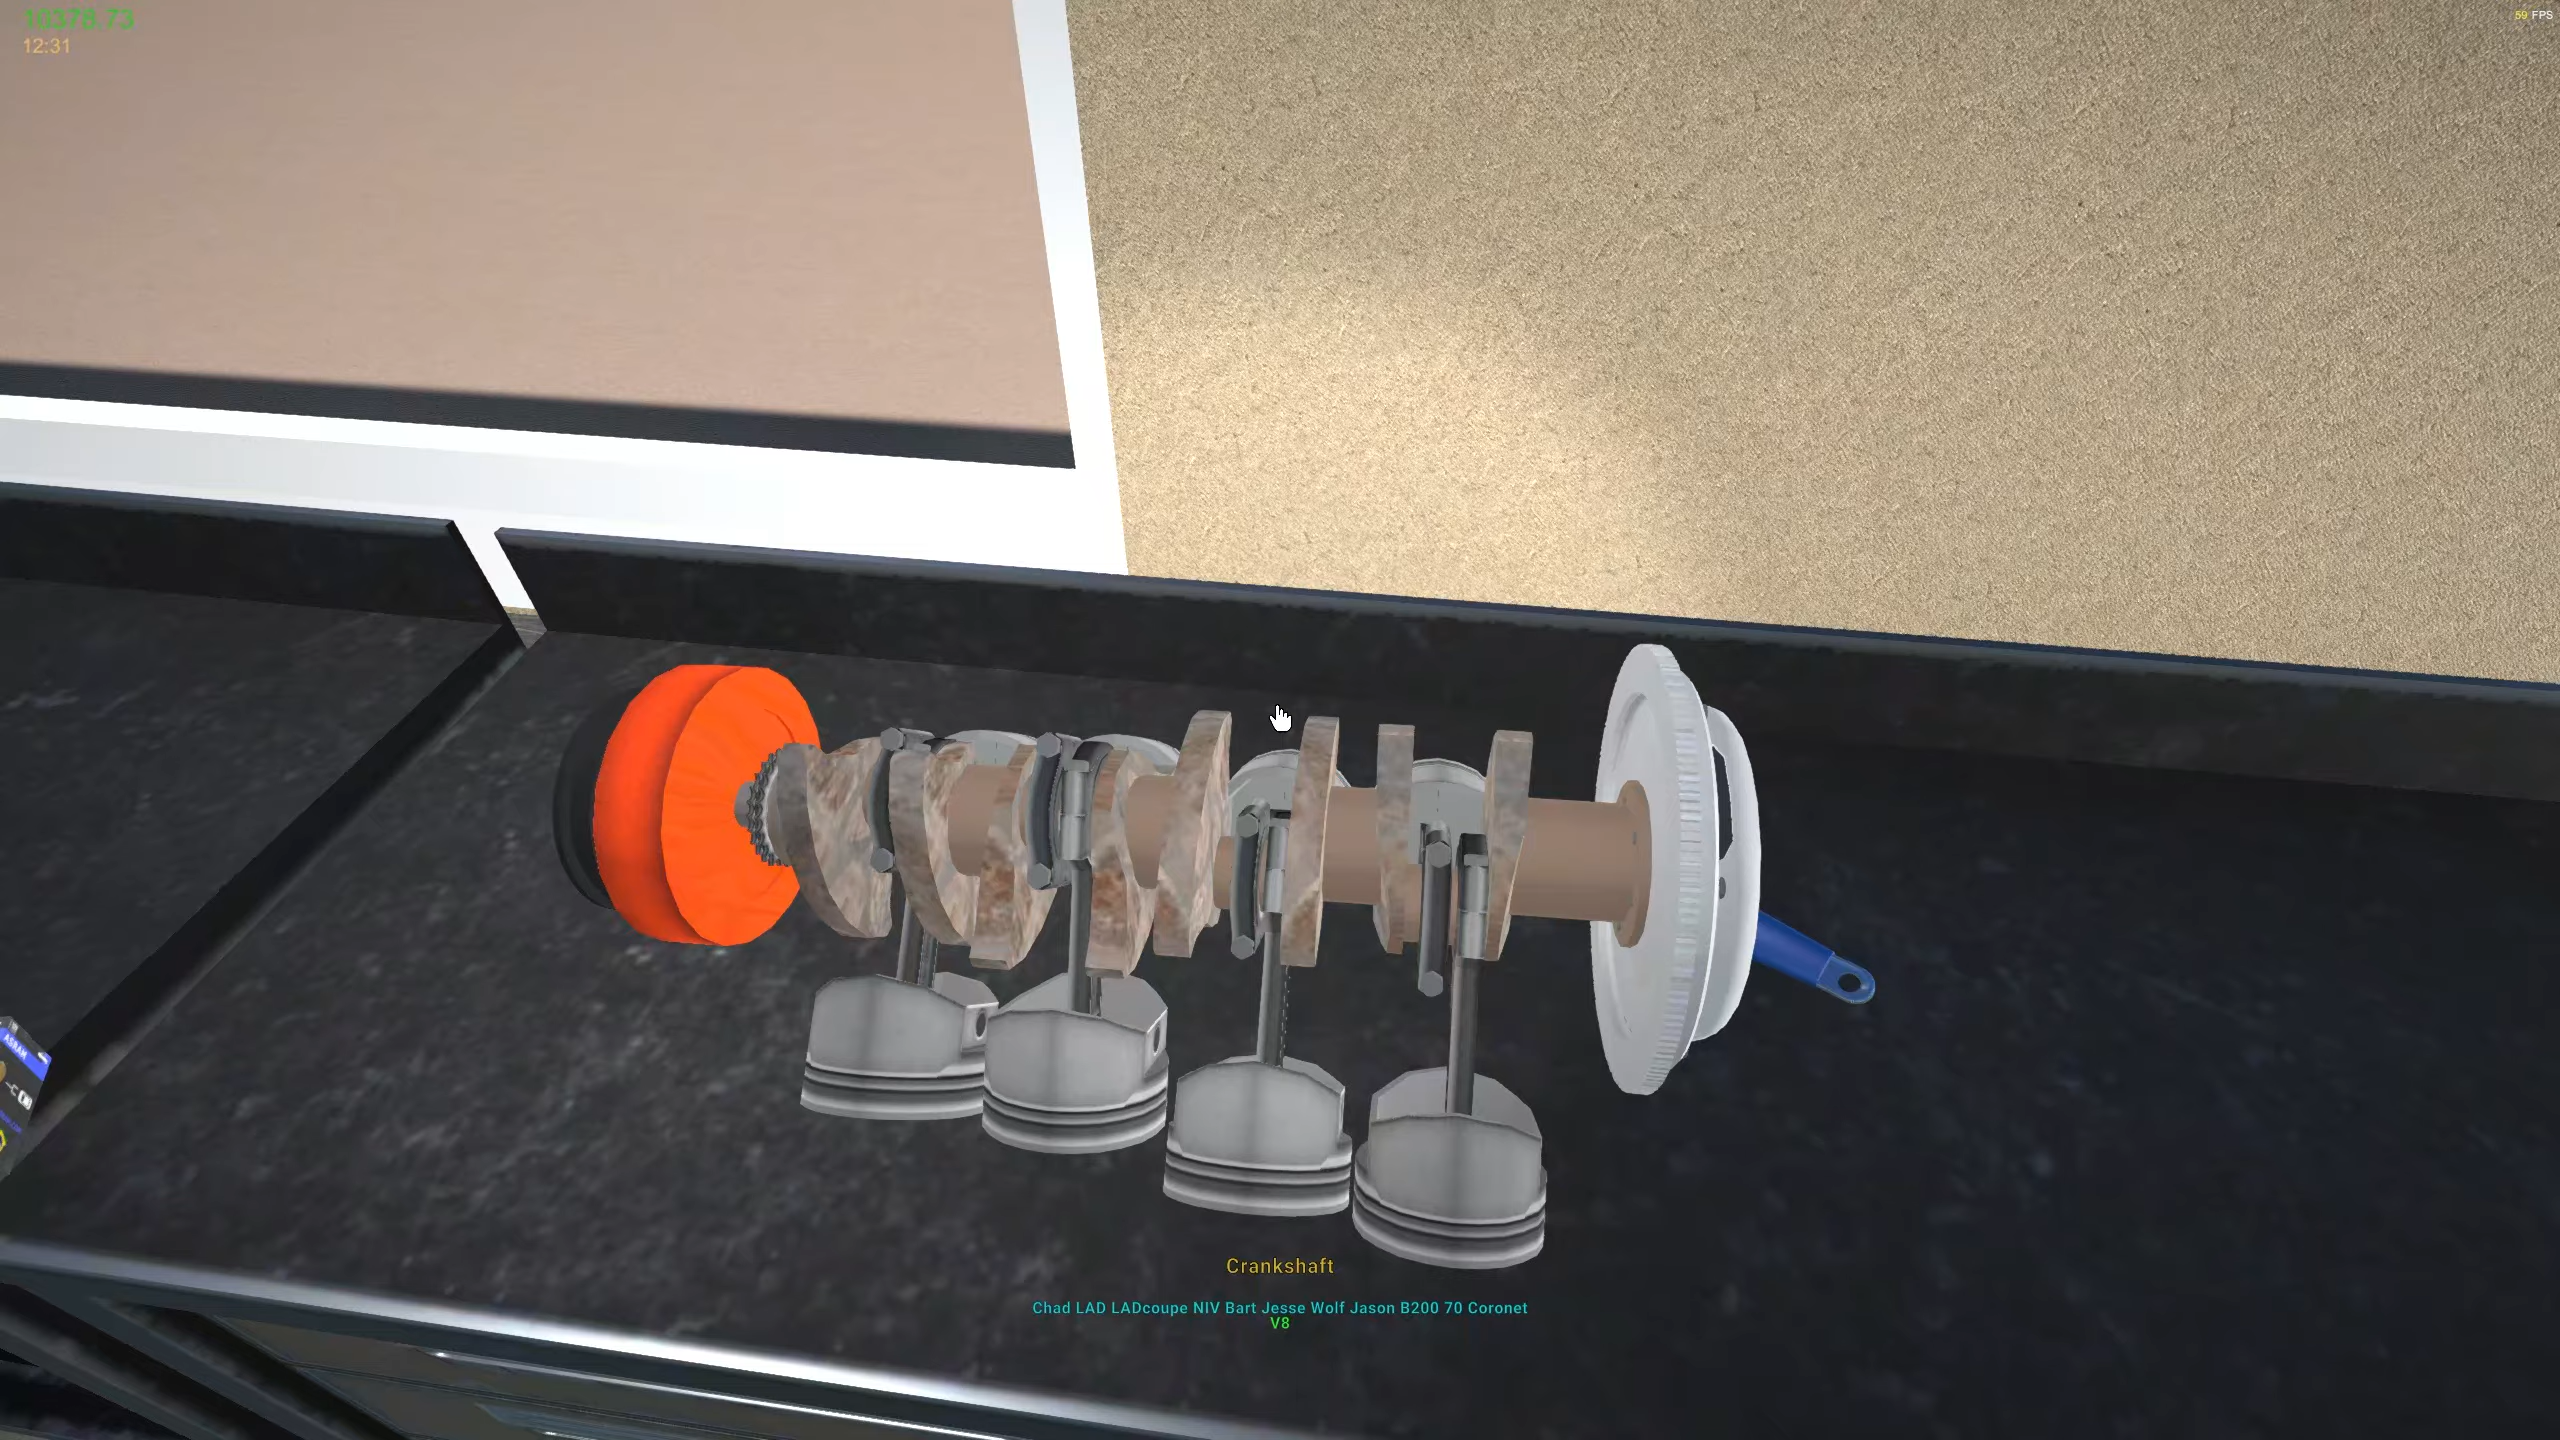 10378.73
12:31
59 FPS
ASRAM
Crankshaft
Chad LAD LADcoupe NIV Bart Jesse Wolf Jason B200 70 Coronet
V8